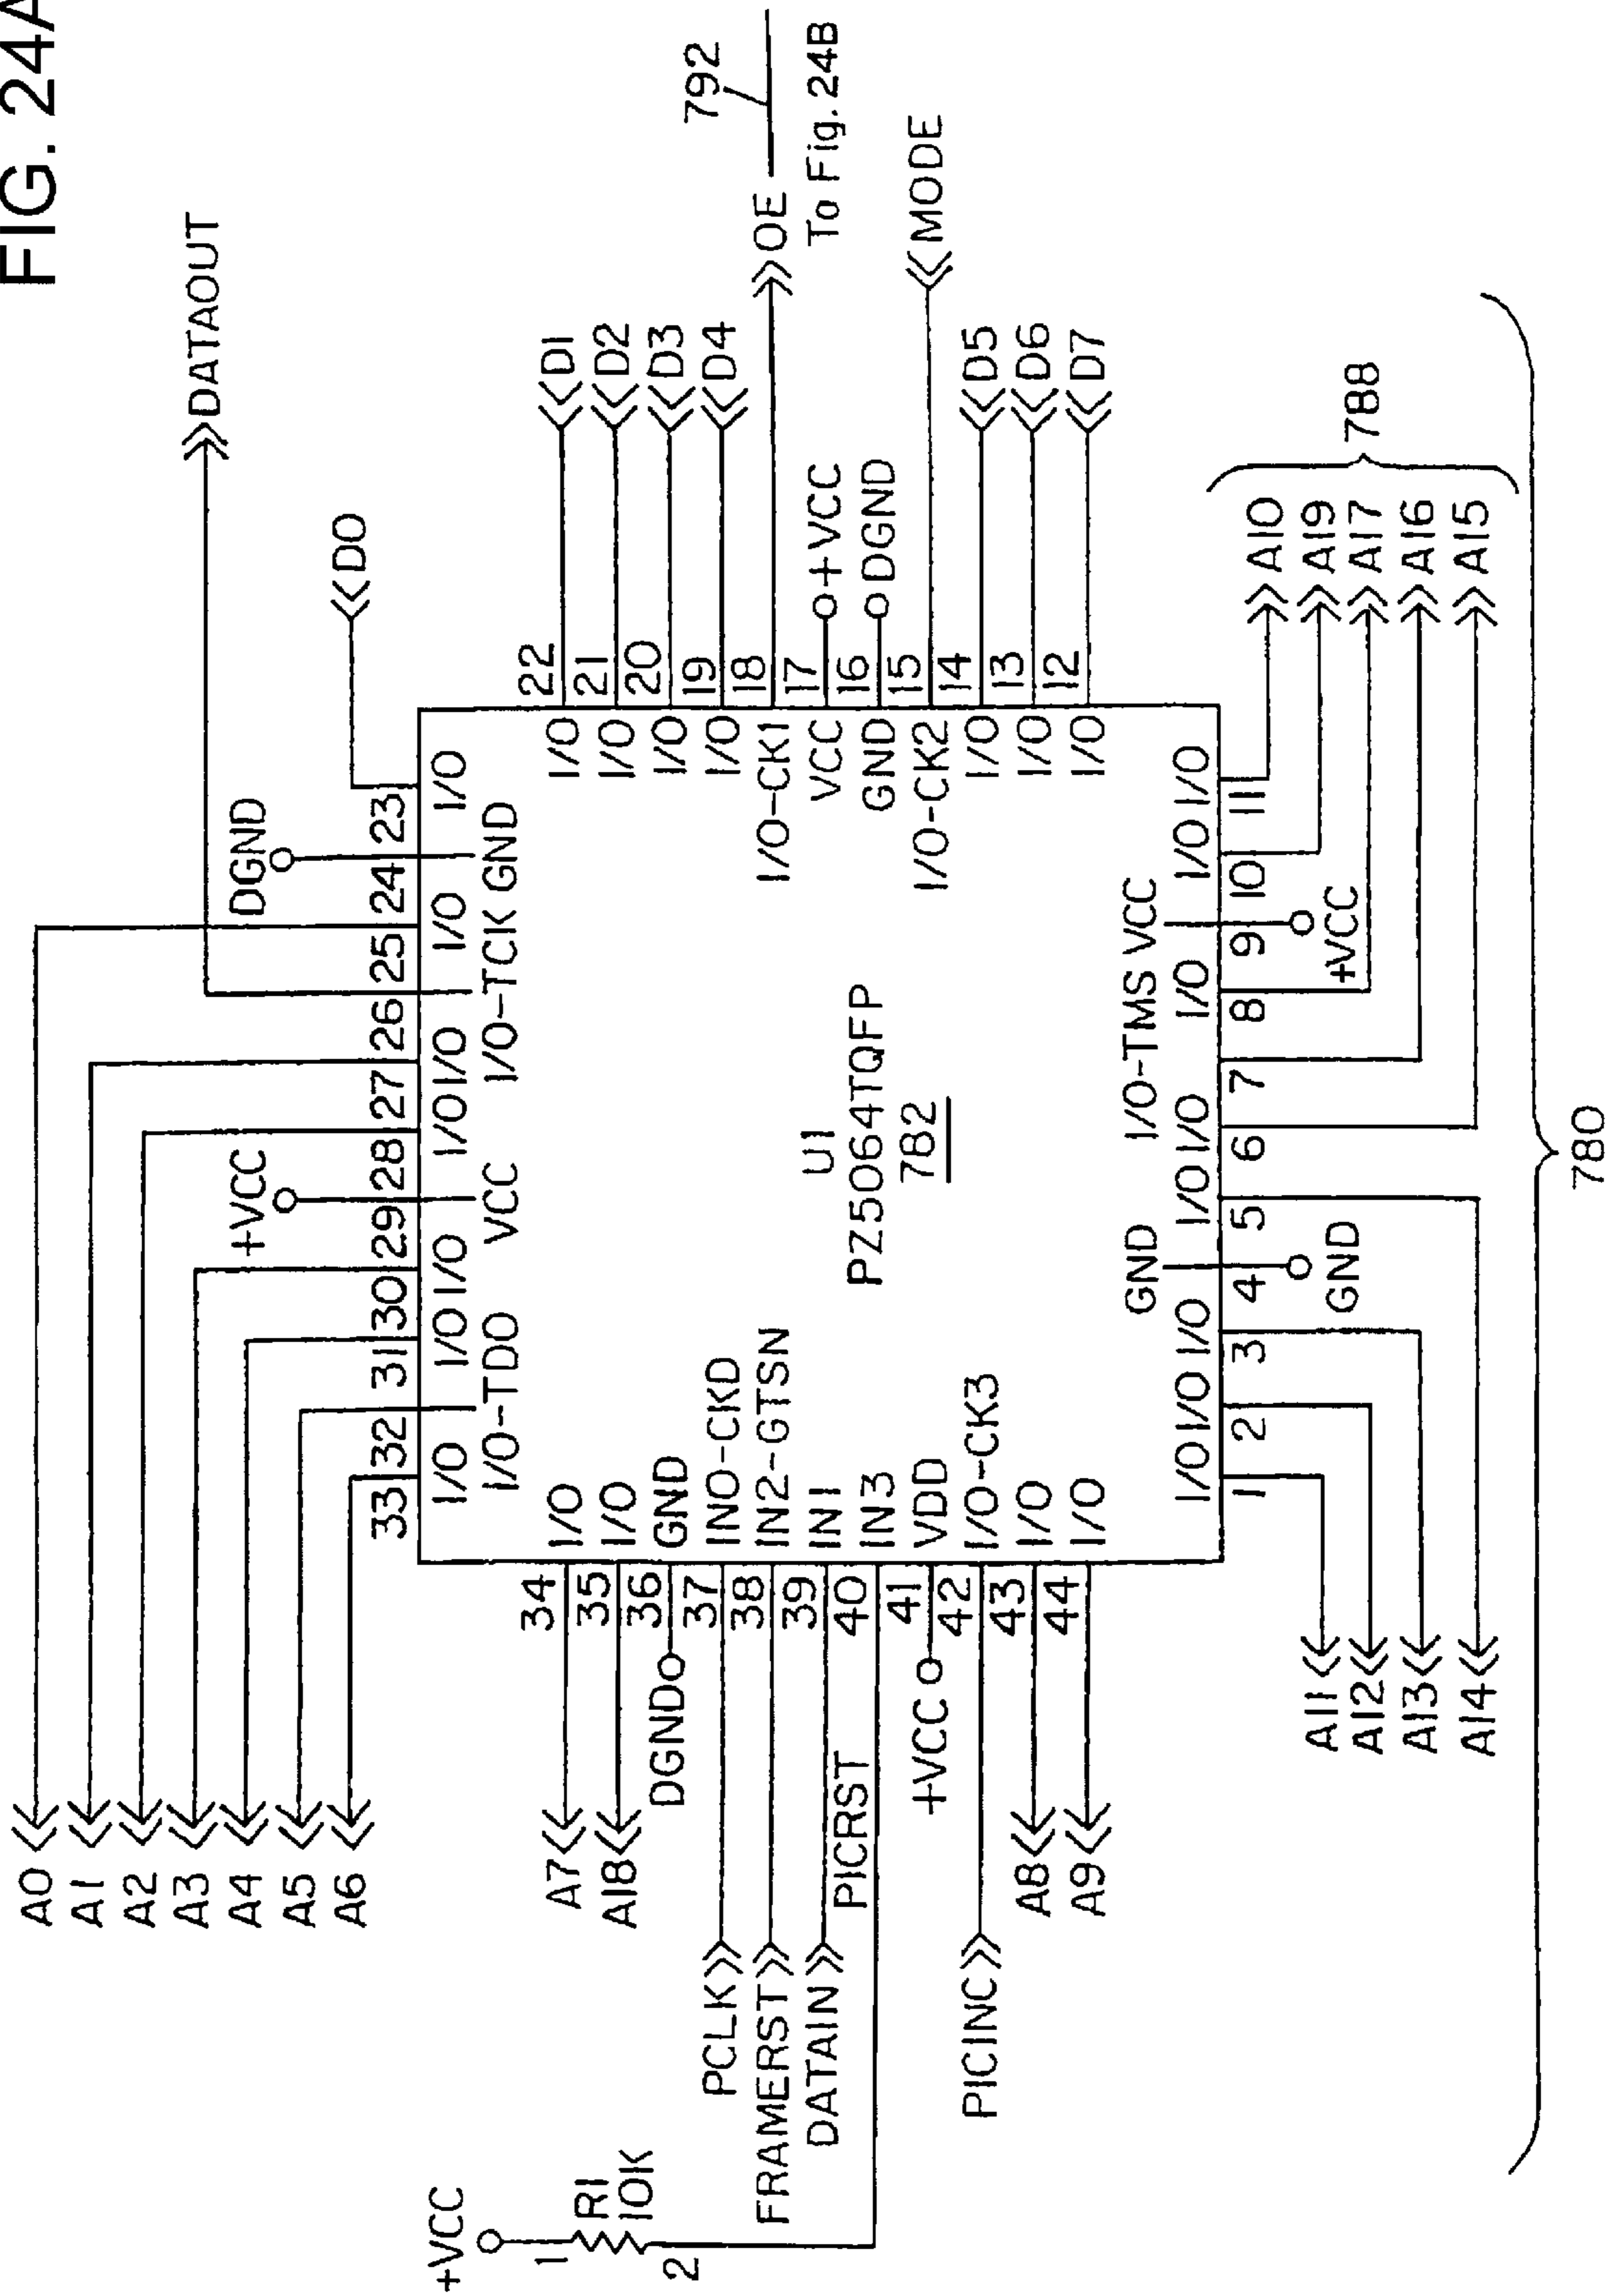 FIG. 24A
A0
A1
A2
A3
A4
A5
A6
DATAOUT
+VCC
DGND
D0
33
32
31
30
29
28
27
26
25
24
23
I/O
I/O-TDO
I/O
I/O
VCC
I/O
I/O
I/O-TCK
I/O
GND
I/O
A7
A18
DGND
PCLK
FRAMERST
DATAIN
PICRST
+VCC
PICINC
A8
A9
+VCC
1
R1
10K
2
34
35
36
37
38
39
40
41
42
43
44
I/O
I/O
GND
IN0-CKD
IN2-GTSN
IN1
IN3
VDD
I/O-CK3
I/O
I/O
U1
PZ5064TQFP
782
I/O
I/O
I/O
I/O
I/O-CK1
VCC
GND
I/O-CK2
I/O
I/O
I/O
22
21
20
19
18
17
16
15
14
13
12
D1
D2
D3
D4
OE
792
To Fig. 24B
+VCC
DGND
MODE
D5
D6
D7
I/O
I/O
I/O
GND
I/O
I/O
I/O-TMS
I/O
VCC
I/O
I/O
1
2
3
4
5
6
7
8
9
10
11
GND
+VCC
A11
A12
A13
A14
A10
A19
A17
A16
A15
788
780